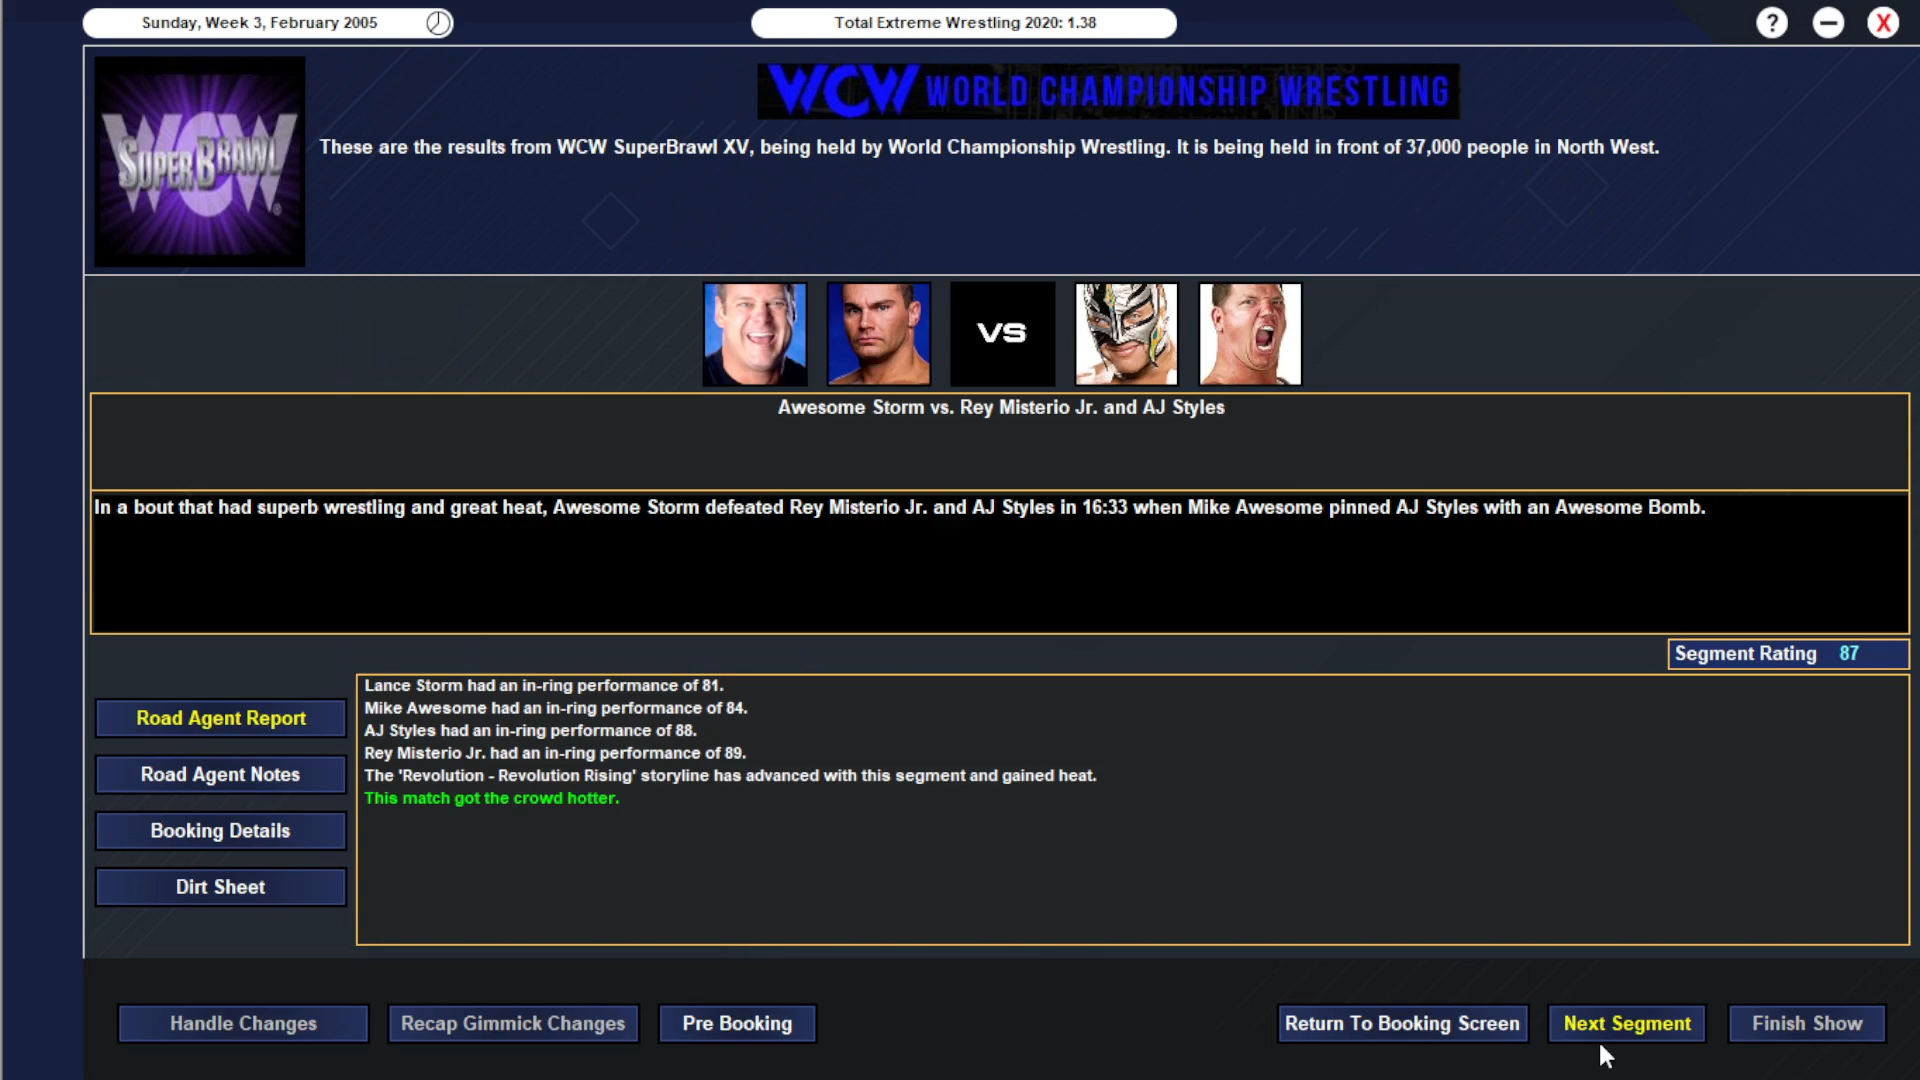 Sunday, Week 3, February 2005
Total Extreme Wrestling 2020: 1.38
?
X
WCW WORLD CHAMPIONSHIP WRESTLING
WCW
SUPERBRAWL
These are the results from WCW SuperBrawl XV, being held by World Championship Wrestling. It is being held in front of 37,000 people in North West.
VS
Awesome Storm vs. Rey Misterio Jr. and AJ Styles
In a bout that had superb wrestling and great heat, Awesome Storm defeated Rey Misterio Jr. and AJ Styles in 16:33 when Mike Awesome pinned AJ Styles with an Awesome Bomb.
Segment Rating 87
Road Agent Report
Road Agent Notes
Booking Details
Dirt Sheet
Lance Storm had an in-ring performance of 81.
Mike Awesome had an in-ring performance of 84.
AJ Styles had an in-ring performance of 88.
Rey Misterio Jr. had an in-ring performance of 89.
The 'Revolution - Revolution Rising' storyline has advanced with this segment and gained heat.
This match got the crowd hotter.
Handle Changes
Recap Gimmick Changes
Pre Booking
Return To Booking Screen
Next Segment
Finish Show